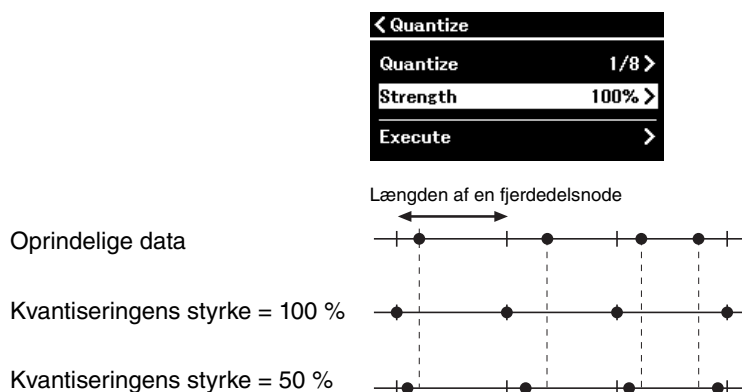 Quantize
Quantize 1/8
Strength 100%
Execute
Længden af en fjerdedelsnode
Oprindelige data
Kvantiseringens styrke = 100 %
Kvantiseringens styrke = 50 %